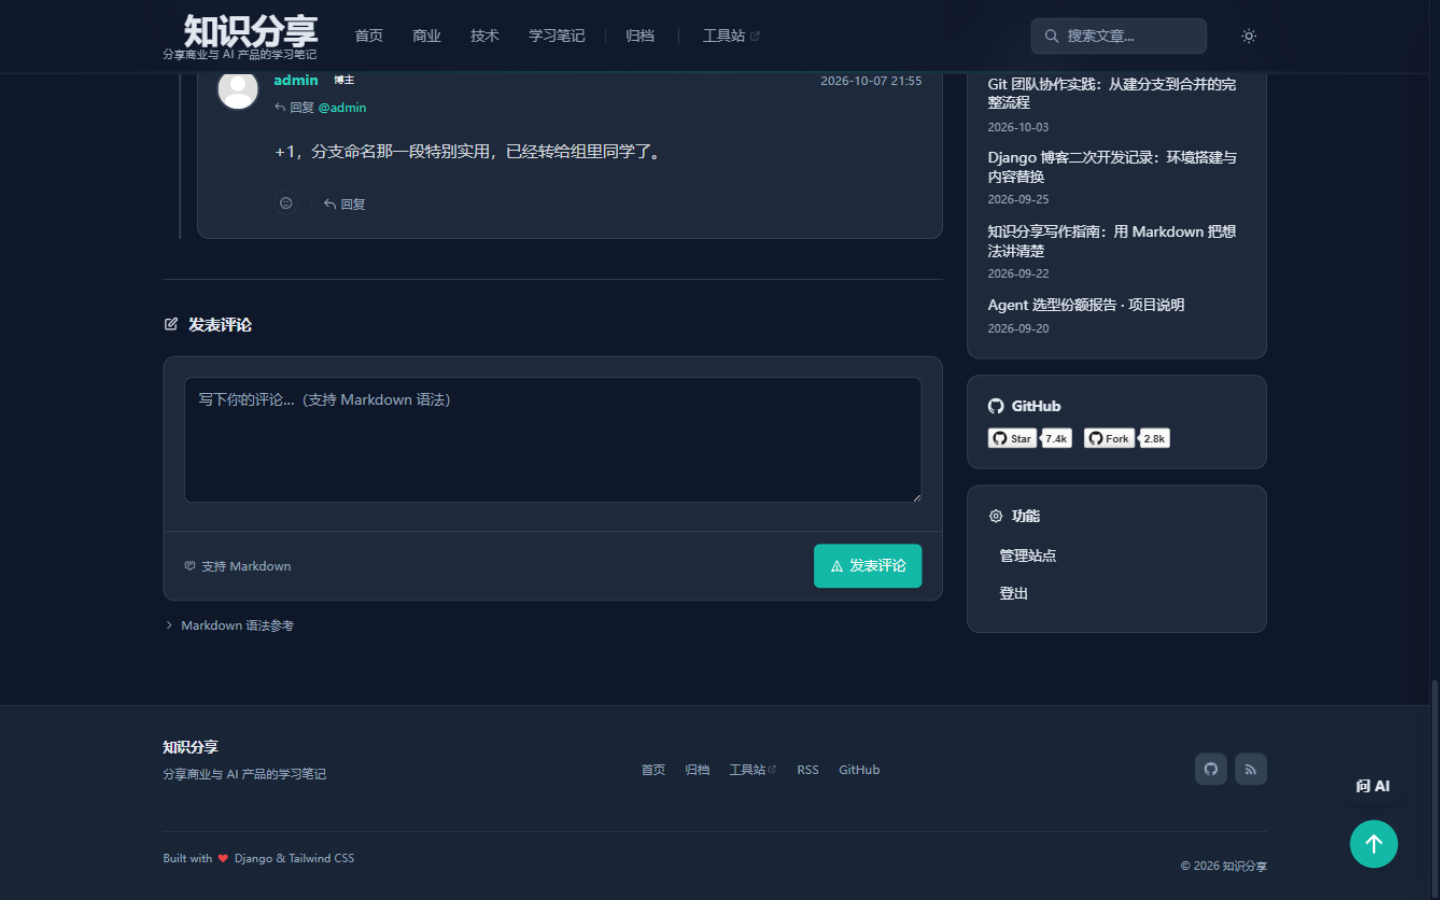 知识分享
分享商业与 AI 产品的学习笔记
首页
商业
技术
学习笔记
归档
工具站
搜索文章...
admin
博主
2026-10-07 21:55
回复 @admin
+1，分支命名那一段特别实用，已经转给组里同学了。
回复
发表评论
写下你的评论... (支持 Markdown 语法)
支持 Markdown
发表评论
Markdown 语法参考
Git 团队协作实践：从建分支到合并的完
整流程
2026-10-03
Django 博客二次开发记录：环境搭建与
内容替换
2026-09-25
知识分享写作指南：用 Markdown 把想
法讲清楚
2026-09-22
Agent 选型份额报告 · 项目说明
2026-09-20
GitHub
Star
7.4k
Fork
2.8k
功能
管理站点
登出
知识分享
分享商业与 AI 产品的学习笔记
首页
归档
工具站
RSS
GitHub
问 AI
Built with ❤ Django & Tailwind CSS
© 2026 知识分享